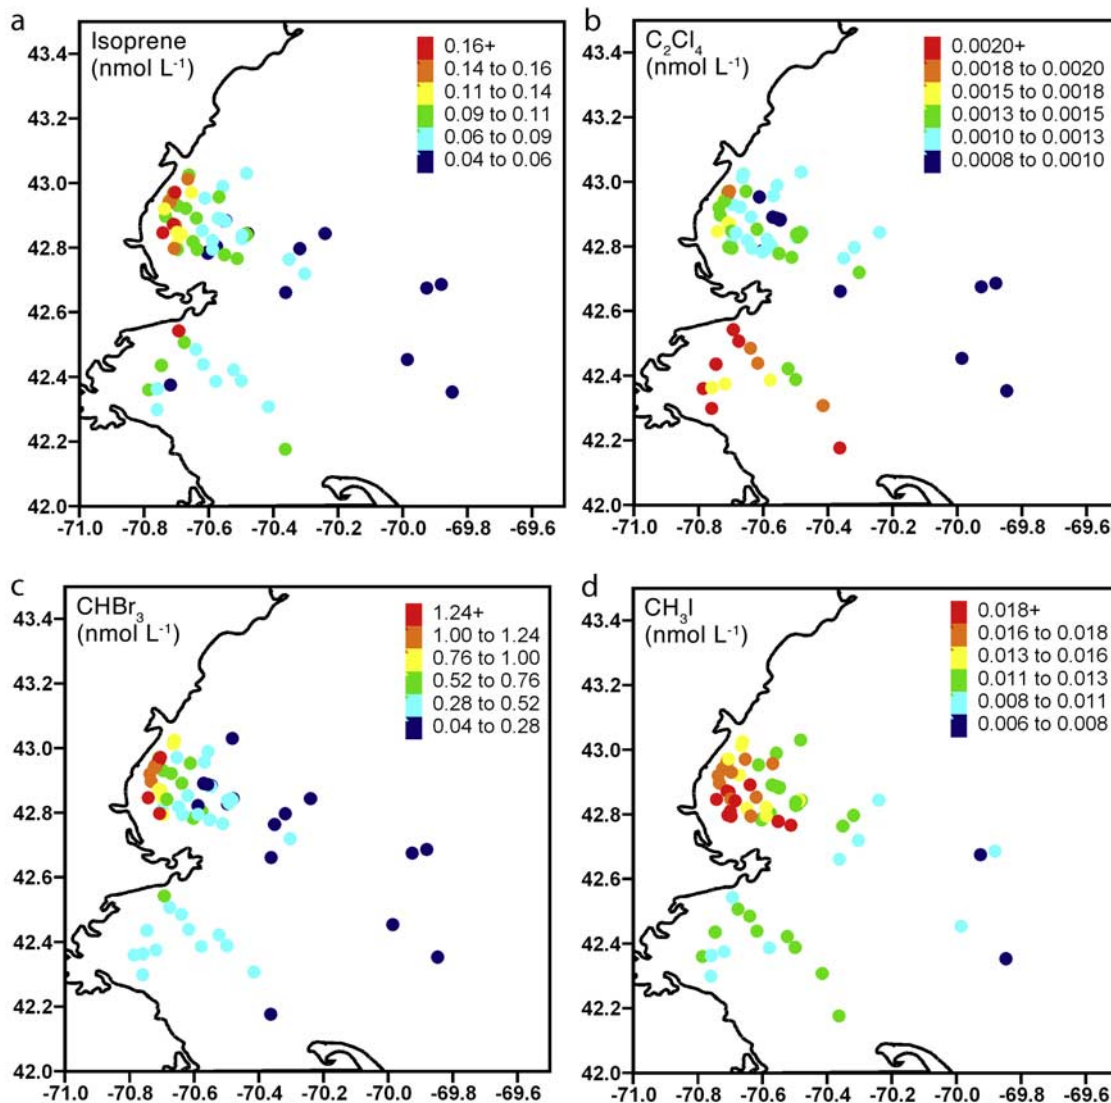 a
Isoprene
(nmol L⁻¹)
0.16+
0.14 to 0.16
0.11 to 0.14
0.09 to 0.11
0.06 to 0.09
0.04 to 0.06
43.4
43.2
43.0
42.8
42.6
42.4
42.2
42.0
-71.0 -70.8 -70.6 -70.4 -70.2 -70.0 -69.8 -69.6
b
C₂Cl₄
(nmol L⁻¹)
0.0020+
0.0018 to 0.0020
0.0015 to 0.0018
0.0013 to 0.0015
0.0010 to 0.0013
0.0008 to 0.0010
43.4
43.2
43.0
42.8
42.6
42.4
42.2
42.0
-71.0 -70.8 -70.6 -70.4 -70.2 -70.0 -69.8 -69.6
c
CHBr₃
(nmol L⁻¹)
1.24+
1.00 to 1.24
0.76 to 1.00
0.52 to 0.76
0.28 to 0.52
0.04 to 0.28
43.4
43.2
43.0
42.8
42.6
42.4
42.2
42.0
-71.0 -70.8 -70.6 -70.4 -70.2 -70.0 -69.8 -69.6
d
CH₃I
(nmol L⁻¹)
0.018+
0.016 to 0.018
0.013 to 0.016
0.011 to 0.013
0.008 to 0.011
0.006 to 0.008
43.4
43.2
43.0
42.8
42.6
42.4
42.2
42.0
-71.0 -70.8 -70.6 -70.4 -70.2 -70.0 -69.8 -69.6